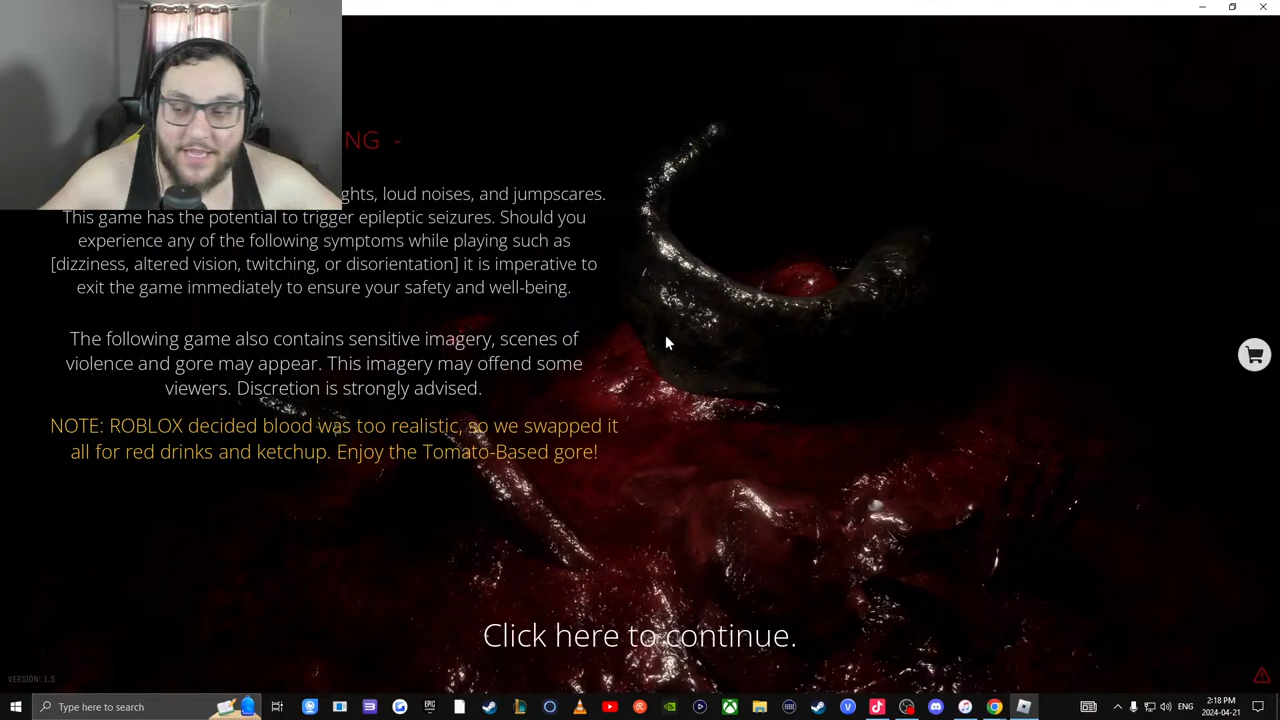 NG -
ghts, loud noises, and jumpscares.
This game has the potential to trigger epileptic seizures. Should you
experience any of the following symptoms while playing such as
[dizziness, altered vision, twitching, or disorientation] it is imperative to
exit the game immediately to ensure your safety and well-being.
The following game also contains sensitive imagery, scenes of
violence and gore may appear. This imagery may offend some
viewers. Discretion is strongly advised.
NOTE: ROBLOX decided blood was too realistic, so we swapped it
all for red drinks and ketchup. Enjoy the Tomato-Based gore!
Click here to continue.
VERSION: 1.5
Type here to search
EPIC
ENG
2:18 PM
2024-04-21